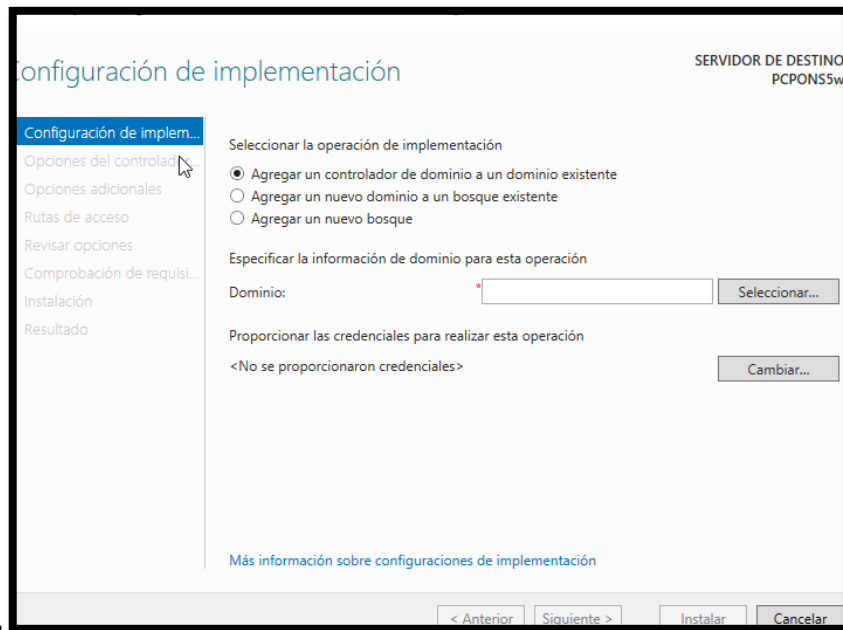 Configuración de implementación
SERVIDOR DE DESTINO
PCPONS5w
Configuración de implem...
Opciones del controlador...
Opciones adicionales
Rutas de acceso
Revisar opciones
Comprobación de requisi...
Instalación
Resultado
Seleccionar la operación de implementación
Agregar un controlador de dominio a un dominio existente
Agregar un nuevo dominio a un bosque existente
Agregar un nuevo bosque
Especificar la información de dominio para esta operación
Dominio: * Seleccionar...
Proporcionar las credenciales para realizar esta operación
<No se proporcionaron credenciales> Cambiar...
Más información sobre configuraciones de implementación
< Anterior Siguiente > Instalar Cancelar